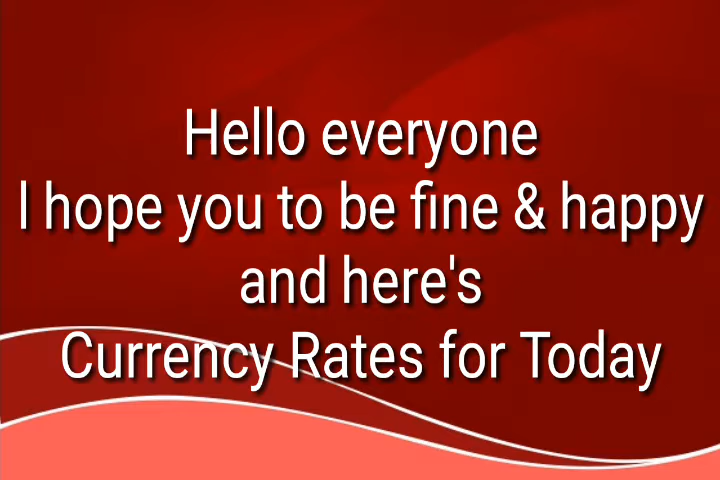 Hello everyone
I hope you to be fine & happy
and here's
Currency Rates for Today